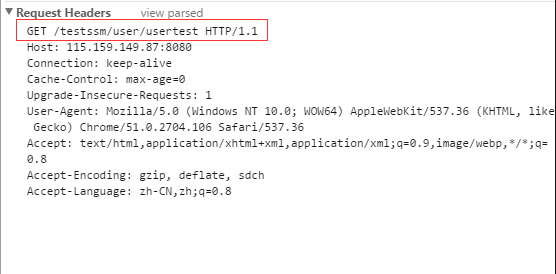 Request Headers view parsed
GET /testssm/user/usertest HTTP/1.1
Host: 115.159.149.87:8080
Connection: keep-alive
Cache-Control: max-age=0
Upgrade-Insecure-Requests: 1
User-Agent: Mozilla/5.0 (Windows NT 10.0; WOW64) AppleWebKit/537.36 (KHTML, like
Gecko) Chrome/51.0.2704.106 Safari/537.36
Accept: text/html,application/xhtml+xml,application/xml;q=0.9,image/webp,*/*;q=
0.8
Accept-Encoding: gzip, deflate, sdch
Accept-Language: zh-CN,zh;q=0.8